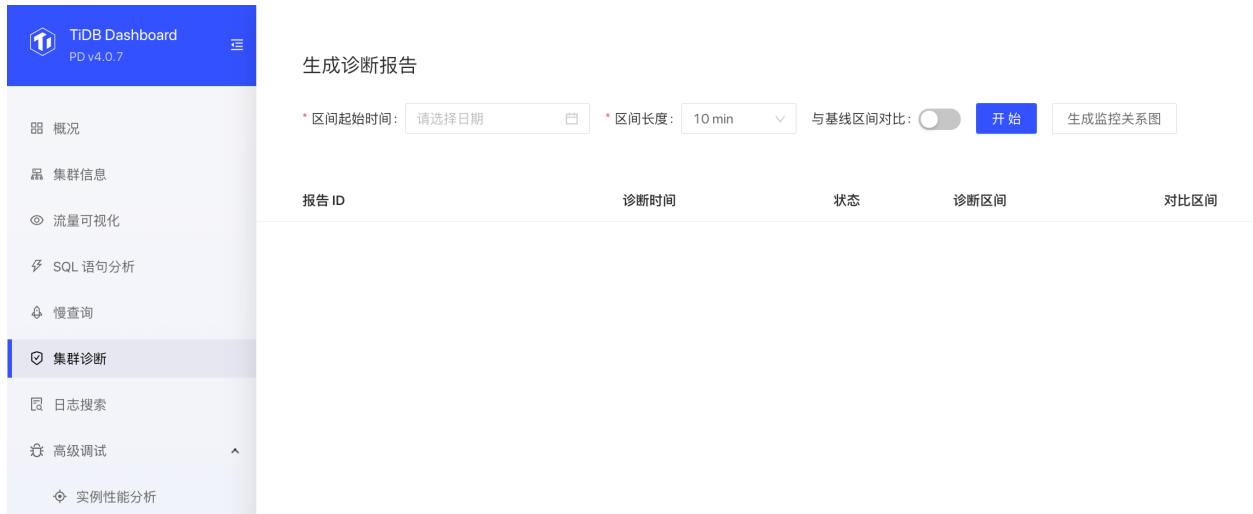 TiDB Dashboard
PD v4.0.7
概况
集群信息
流量可视化
SQL 语句分析
慢查询
集群诊断
日志搜索
高级调试
实例性能分析
生成诊断报告
* 区间起始时间: 请选择日期 * 区间长度: 10 min 与基线区间对比: 开 始 生成监控关系图
报告 ID 诊断时间 状态 诊断区间 对比区间